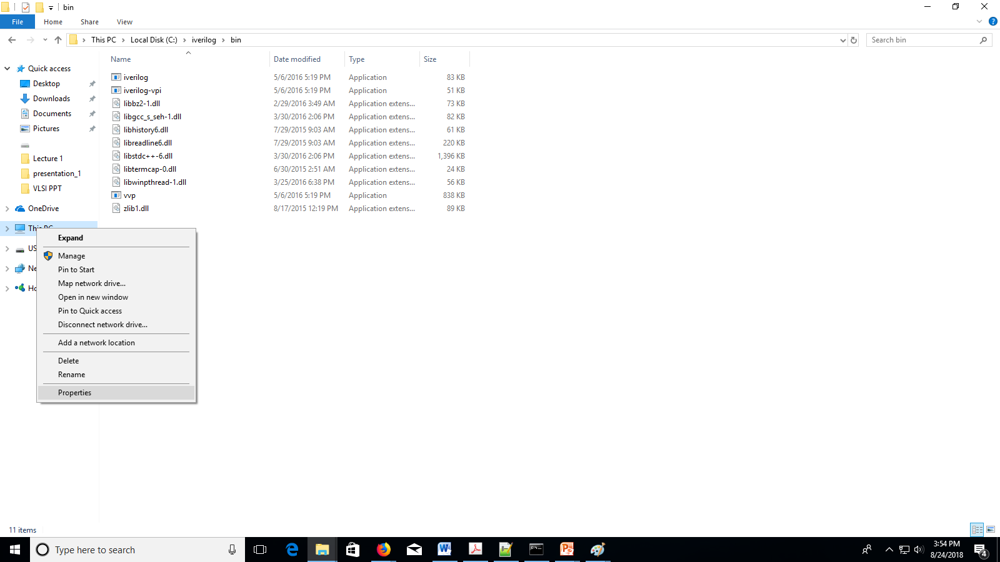 bin
File Home Share View
This PC Local Disk (C:) iverilog bin
Search bin
Name Date modified Type Size
Quick access
Desktop
Downloads
Documents
Pictures
Lecture 1
presentation_1
VLSI PPT
OneDrive
This PC
iverilog 5/6/2016 5:19 PM Application 83 KB
iverilog-vpi 5/6/2016 5:19 PM Application 51 KB
libbz2-1.dll 2/29/2016 3:49 AM Application extens... 73 KB
libgcc_s_seh-1.dll 3/30/2016 2:06 PM Application extens... 82 KB
libhistory6.dll 7/29/2015 9:03 AM Application extens... 61 KB
libreadline6.dll 7/29/2015 9:03 AM Application extens... 220 KB
libstdc++-6.dll 3/30/2016 2:06 PM Application extens... 1,396 KB
libtermcap-0.dll 6/30/2015 2:51 AM Application extens... 24 KB
libwinpthread-1.dll 3/25/2016 6:38 PM Application extens... 56 KB
vvp 5/6/2016 5:19 PM Application 838 KB
zlib1.dll 8/17/2015 12:19 PM Application extens... 89 KB
Expand
Manage
Pin to Start
Map network drive...
Open in new window
Pin to Quick access
Disconnect network drive...
Add a network location
Delete
Rename
Properties
11 items
Type here to search
3:54 PM
8/24/2018
4